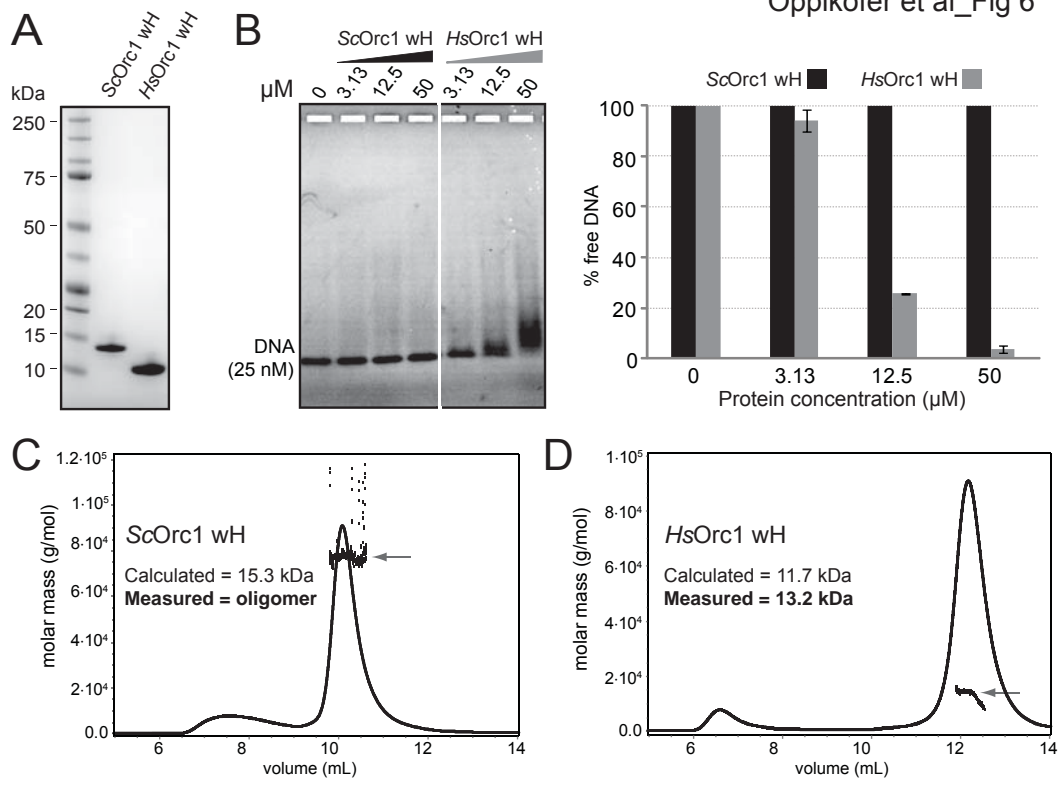 Oppikofer et al_Fig 6
A
ScOrc1 wH
HsOrc1 wH
kDa
250
75
50
20
15
10
B
ScOrc1 wH
HsOrc1 wH
µM
0
3.13
12.5
50
3.13
12.5
50
DNA
(25 nM)
ScOrc1 wH
HsOrc1 wH
% free DNA
100
80
60
40
20
0
0
3.13
12.5
50
Protein concentration (µM)
C
molar mass (g/mol)
1.2·10⁵
1·10⁵
8·10⁴
6·10⁴
4·10⁴
2·10⁴
0.0
ScOrc1 wH
Calculated = 15.3 kDa
Measured = oligomer
6
8
10
12
14
volume (mL)
D
molar mass (g/mol)
1·10⁵
8·10⁴
6·10⁴
4·10⁴
2·10⁴
0.0
HsOrc1 wH
Calculated = 11.7 kDa
Measured = 13.2 kDa
6
8
10
12
14
volume (mL)